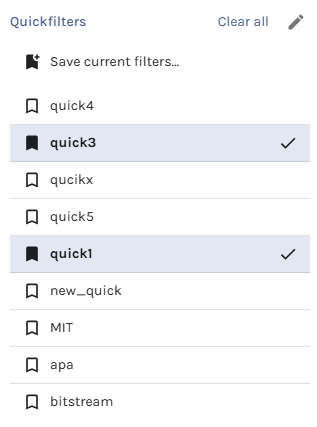 Quickfilters Clear all
Save current filters...
quick4
quick3
qucikx
quick5
quick1
new_quick
MIT
apa
bitstream